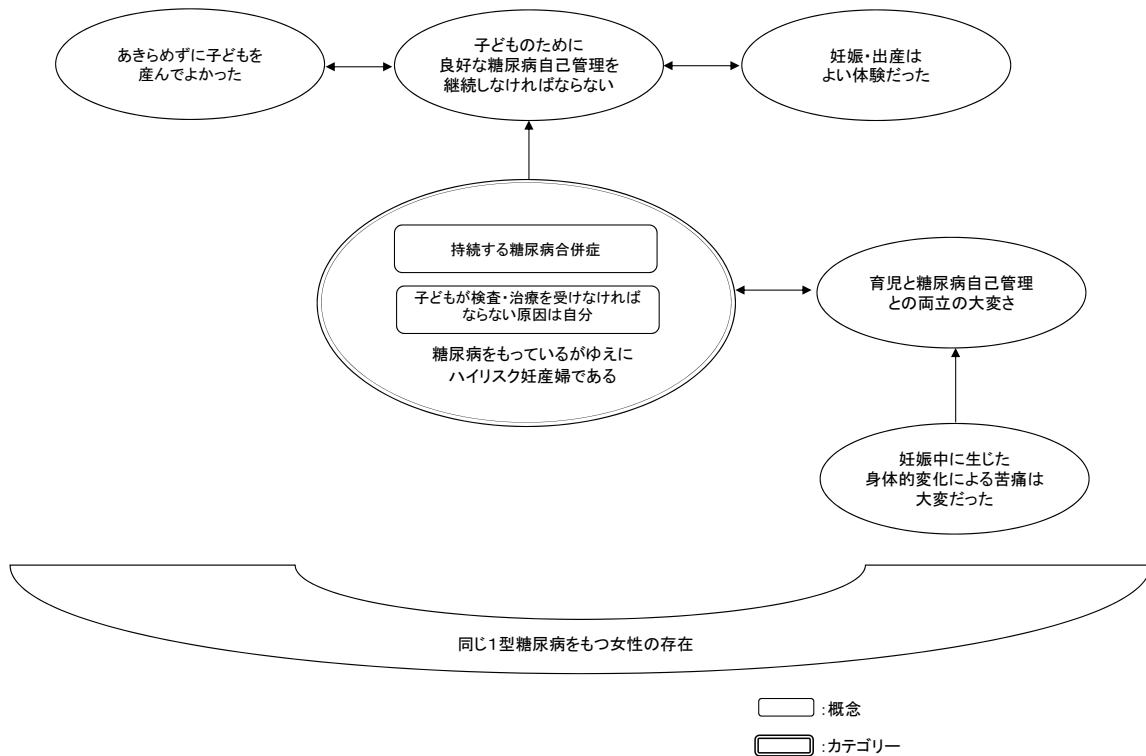 あきらめずに子どもを
産んでよかった
子どものために
良好な糖尿病自己管理を
継続しなければならない
妊娠・出産は
よい体験だった
持続する糖尿病合併症
子どもが検査・治療を受けなければ
ならない原因は自分
糖尿病をもっているがゆえに
ハイリスク妊産婦である
育児と糖尿病自己管理
との両立の大変さ
妊娠中に生じた
身体的変化による苦痛は
大変だった
同じ1型糖尿病をもつ女性の存在
:概念
:カテゴリー